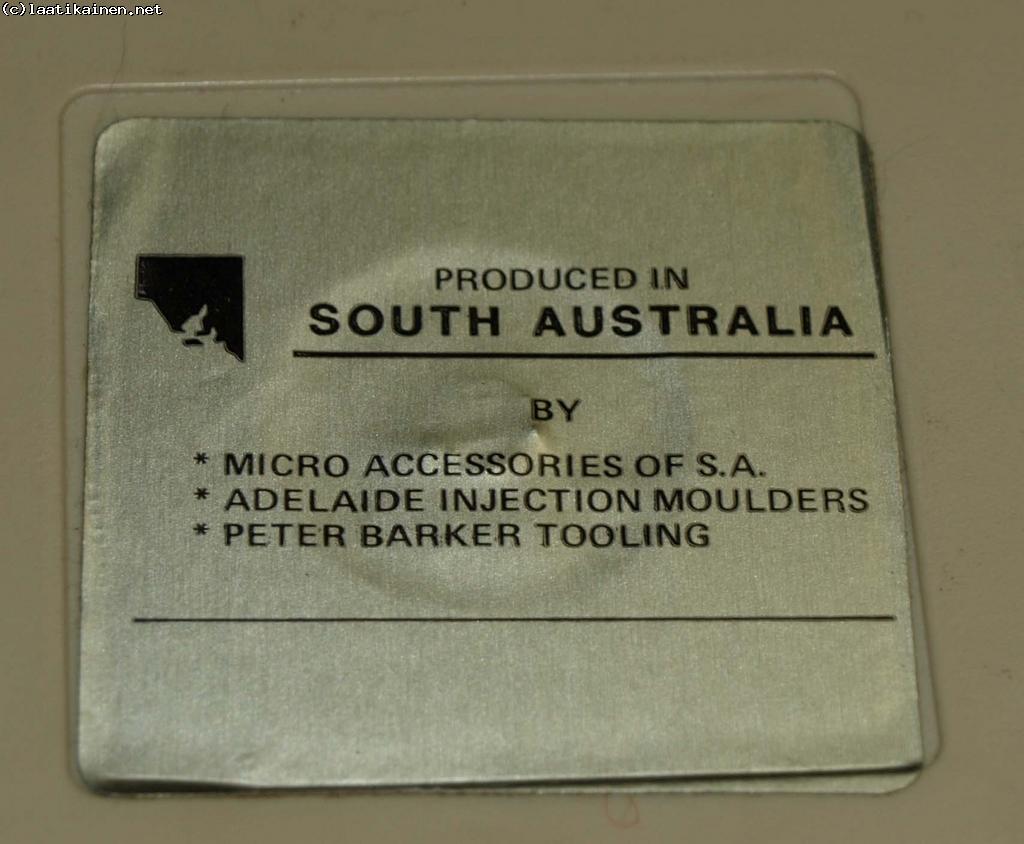 (c)laatikainen.net
PRODUCED IN
SOUTH AUSTRALIA
BY
* MICRO ACCESSORIES OF S.A.
* ADELAIDE INJECTION MOULDERS
* PETER BARKER TOOLING